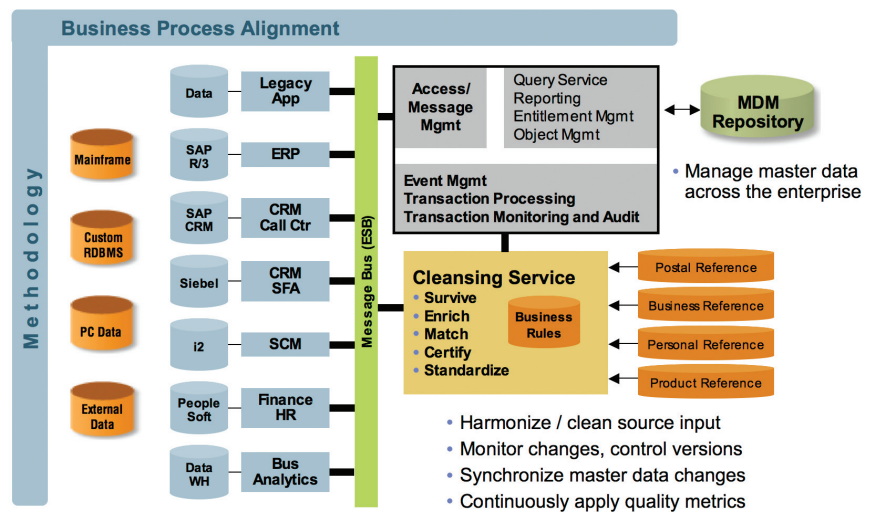 Business Process Alignment
Methodology
Mainframe
Custom
RDBMS
PC Data
External
Data
Data
Legacy
App
SAP
R/3
ERP
SAP
CRM
CRM
Call Ctr
Siebel
CRM
SFA
i2
SCM
People
Soft
Finance
HR
Data
WH
Bus
Analytics
Message Bus (ESB)
Access/
Message
Mgmt
Query Service
Reporting
Entitlement Mgmt
Object Mgmt
Event Mgmt
Transaction Processing
Transaction Monitoring and Audit
MDM
Repository
• Manage master data
across the enterprise
Cleansing Service
• Survive
• Enrich
• Match
• Certify
• Standardize
Business
Rules
Postal Reference
Business Reference
Personal Reference
Product Reference
• Harmonize / clean source input
• Monitor changes, control versions
• Synchronize master data changes
• Continuously apply quality metrics